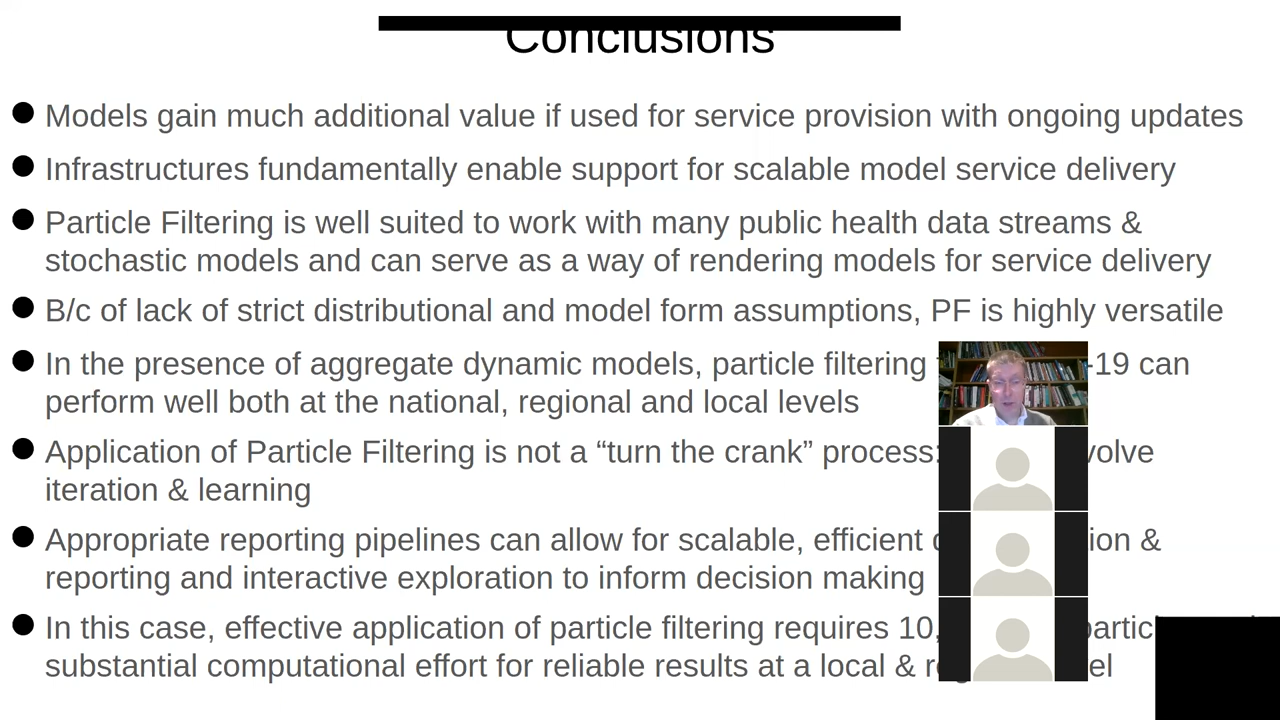 Conclusions
Models gain much additional value if used for service provision with ongoing updates
Infrastructures fundamentally enable support for scalable model service delivery
Particle Filtering is well suited to work with many public health data streams &
stochastic models and can serve as a way of rendering models for service delivery
B/c of lack of strict distributional and model form assumptions, PF is highly versatile
In the presence of aggregate dynamic models, particle filtering -19 can
perform well both at the national, regional and local levels
Application of Particle Filtering is not a “turn the crank” process:
iteration & learning
Appropriate reporting pipelines can allow for scalable, efficient &
reporting and interactive exploration to inform decision making
In this case, effective application of particle filtering requires 10,
substantial computational effort for reliable results at a local &